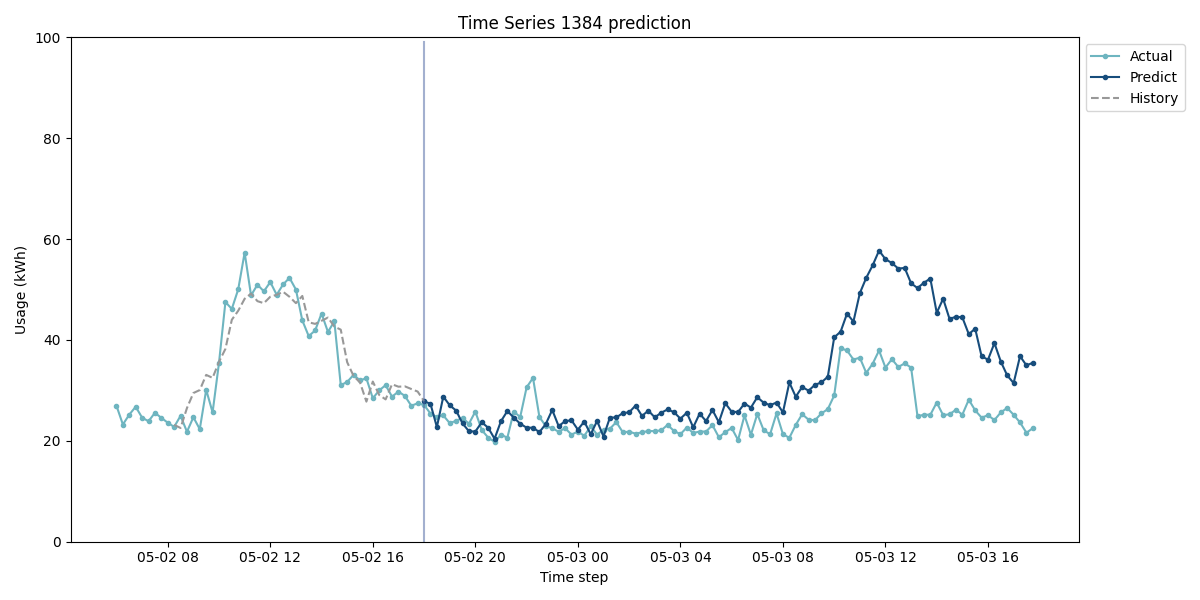 Time Series 1384 prediction
Usage (kWh)
100
80
60
40
20
0
05-02 08
05-02 12
05-02 16
05-02 20
05-03 00
05-03 04
05-03 08
05-03 12
05-03 16
Time step
Actual
Predict
History